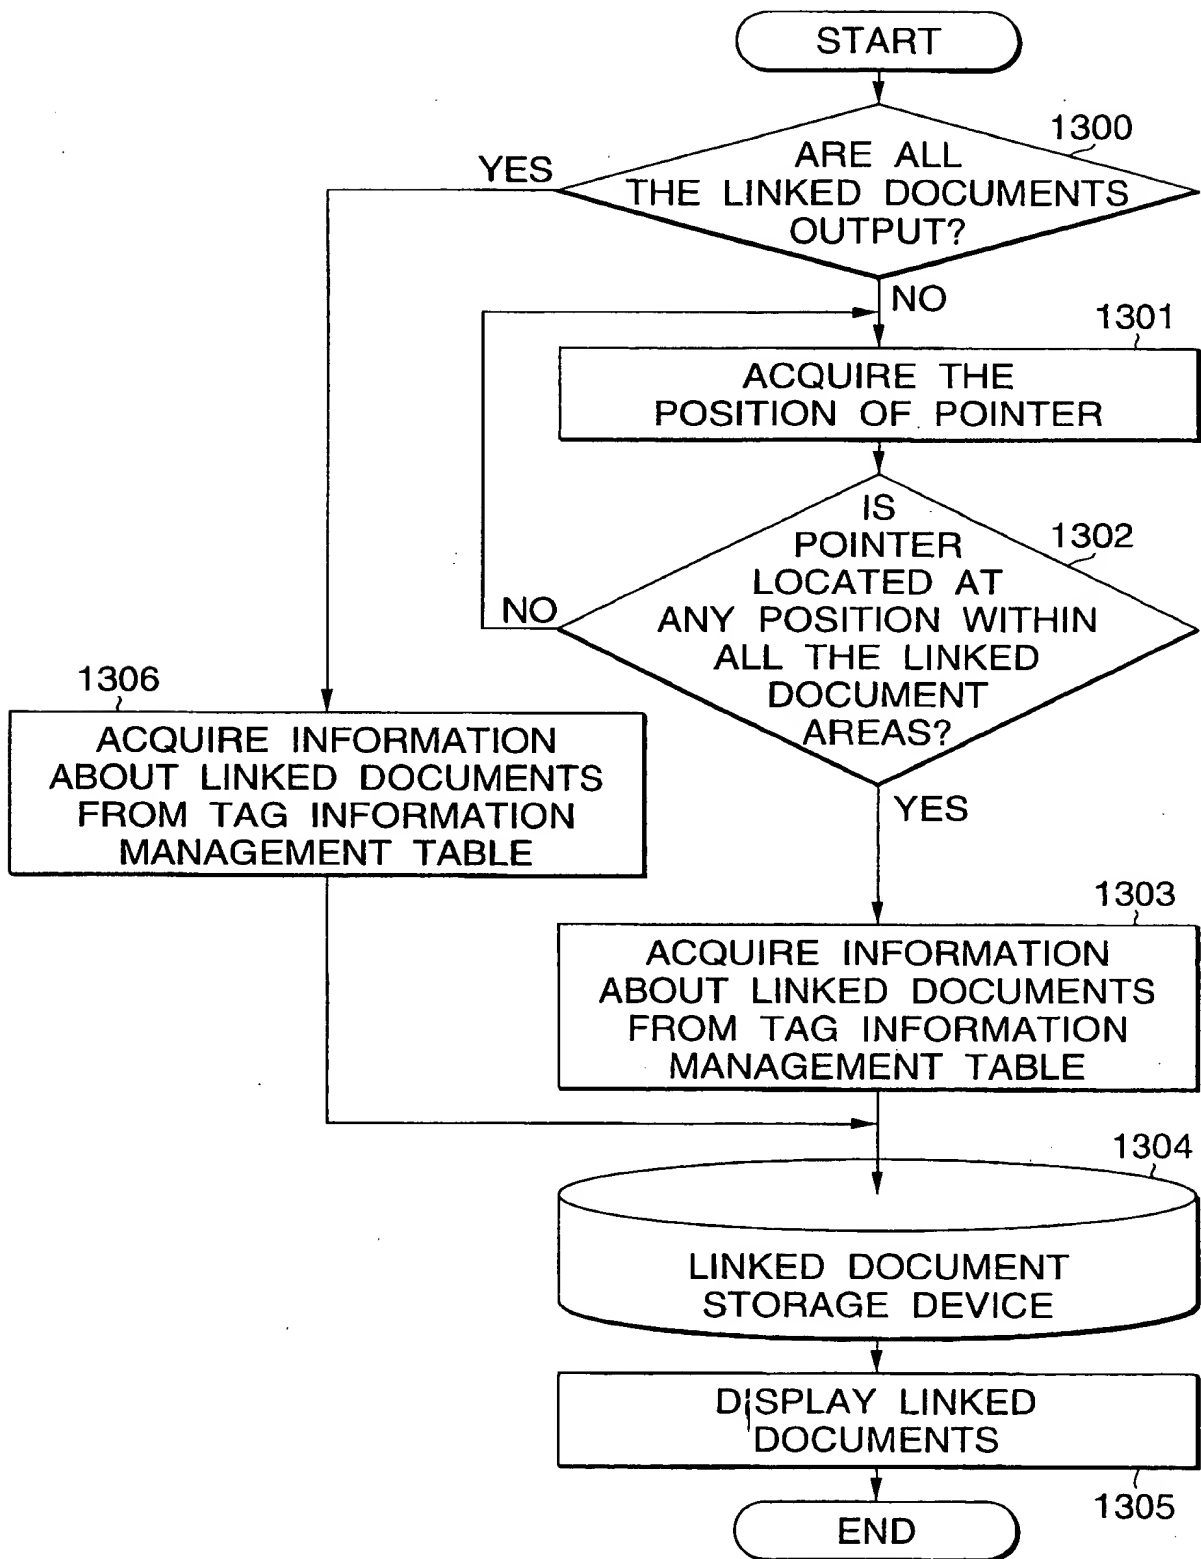 START
1300
ARE ALL
THE LINKED DOCUMENTS
OUTPUT?
YES
NO
1301
ACQUIRE THE
POSITION OF POINTER
1302
IS
POINTER
LOCATED AT
ANY POSITION WITHIN
ALL THE LINKED
DOCUMENT
AREAS?
NO
YES
1306
ACQUIRE INFORMATION
ABOUT LINKED DOCUMENTS
FROM TAG INFORMATION
MANAGEMENT TABLE
1303
ACQUIRE INFORMATION
ABOUT LINKED DOCUMENTS
FROM TAG INFORMATION
MANAGEMENT TABLE
1304
LINKED DOCUMENT
STORAGE DEVICE
DISPLAY LINKED
DOCUMENTS
1305
END